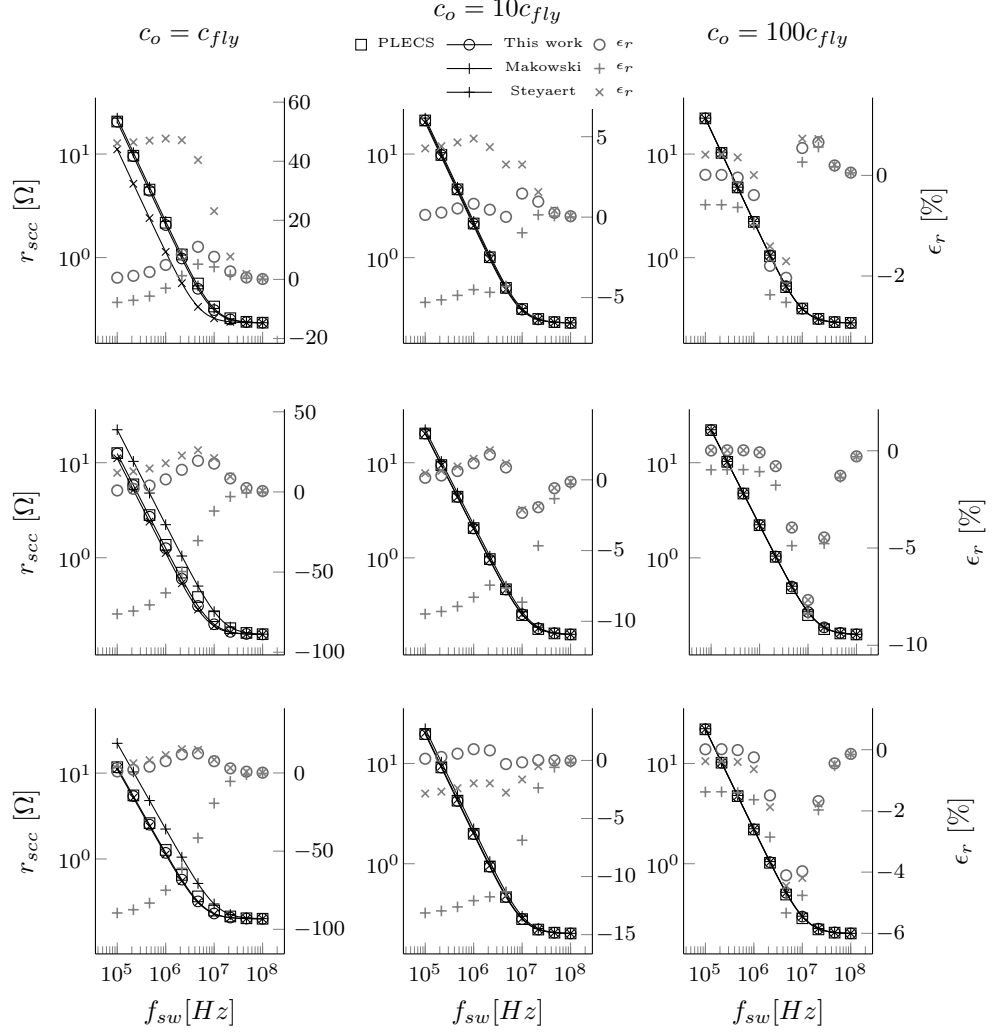 c_o = c_{fly}
c_o = 10c_{fly}
c_o = 100c_{fly}
PLECS This work ϵ_r
Makowski ϵ_r
Steyaert ϵ_r
r_{scc} [Ω]
10^1
10^0
60
40
20
0
−20
5
0
−5
10^1
10^0
0
−2
ϵ_r [%]
r_{scc} [Ω]
10^1
10^0
50
0
−50
−100
10^1
10^0
0
−5
−10
10^1
10^0
0
−5
−10
ϵ_r [%]
r_{scc} [Ω]
10^1
10^0
0
−50
−100
10^1
10^0
0
−5
−10
−15
10^1
10^0
0
−2
−4
−6
ϵ_r [%]
10^5 10^6 10^7 10^8
10^5 10^6 10^7 10^8
10^5 10^6 10^7 10^8
f_{sw}[Hz]
f_{sw}[Hz]
f_{sw}[Hz]